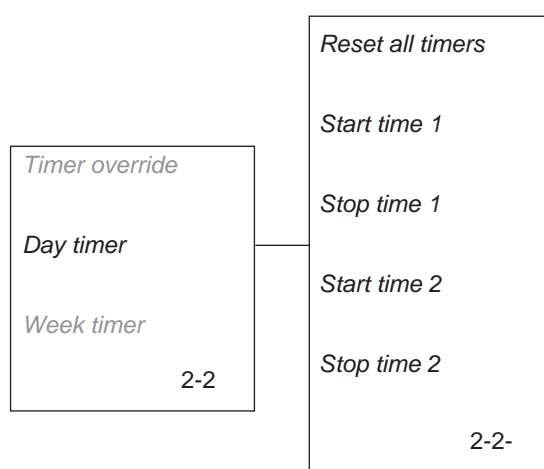 Timer override
Day timer
Week timer
2-2
Reset all timers
Start time 1
Stop time 1
Start time 2
Stop time 2
2-2-